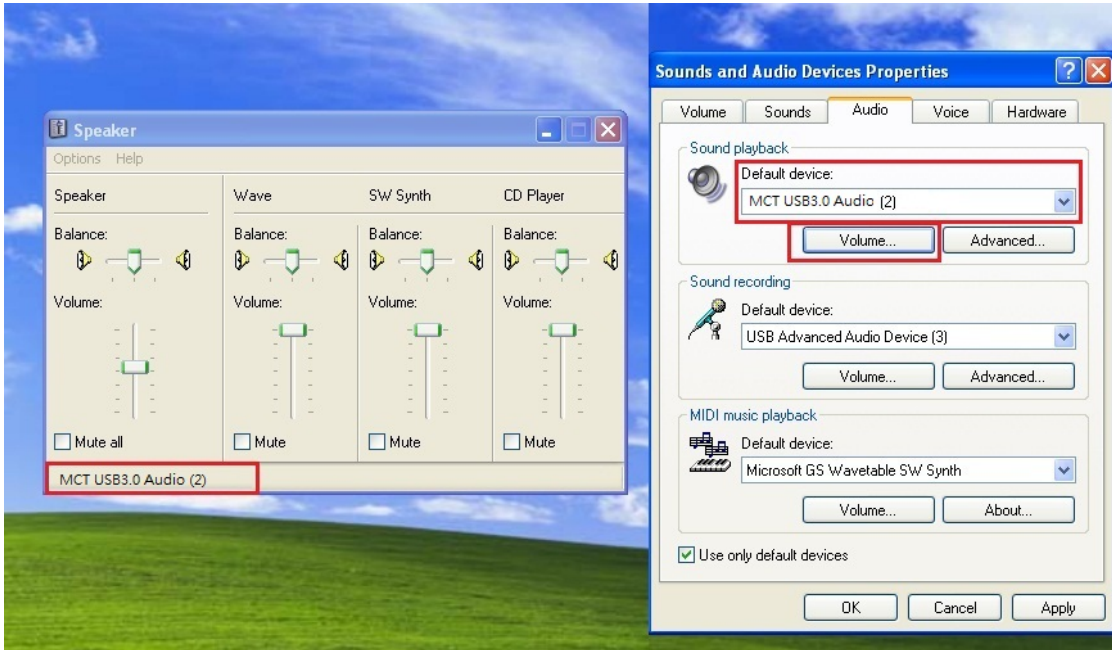 Speaker
Options Help
Speaker Wave SW Synth CD Player
Balance: Balance: Balance: Balance:
Volume: Volume: Volume: Volume:
Mute all Mute Mute Mute
MCT USB3.0 Audio (2)
Sounds and Audio Devices Properties
Volume Sounds Audio Voice Hardware
Sound playback
Default device:
MCT USB3.0 Audio (2)
Volume... Advanced...
Sound recording
Default device:
USB Advanced Audio Device (3)
Volume... Advanced...
MIDI music playback
Default device:
Microsoft GS Wavetable SW Synth
Volume... About...
Use only default devices
OK Cancel Apply